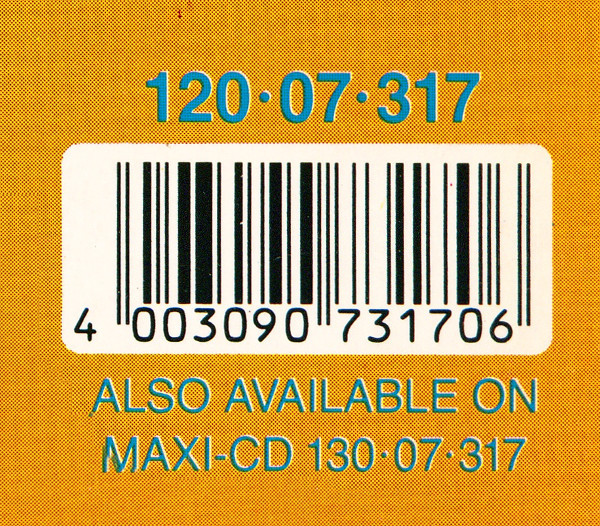 120·07·317
4 003090 731706
ALSO AVAILABLE ON
MAXI-CD 130·07·317